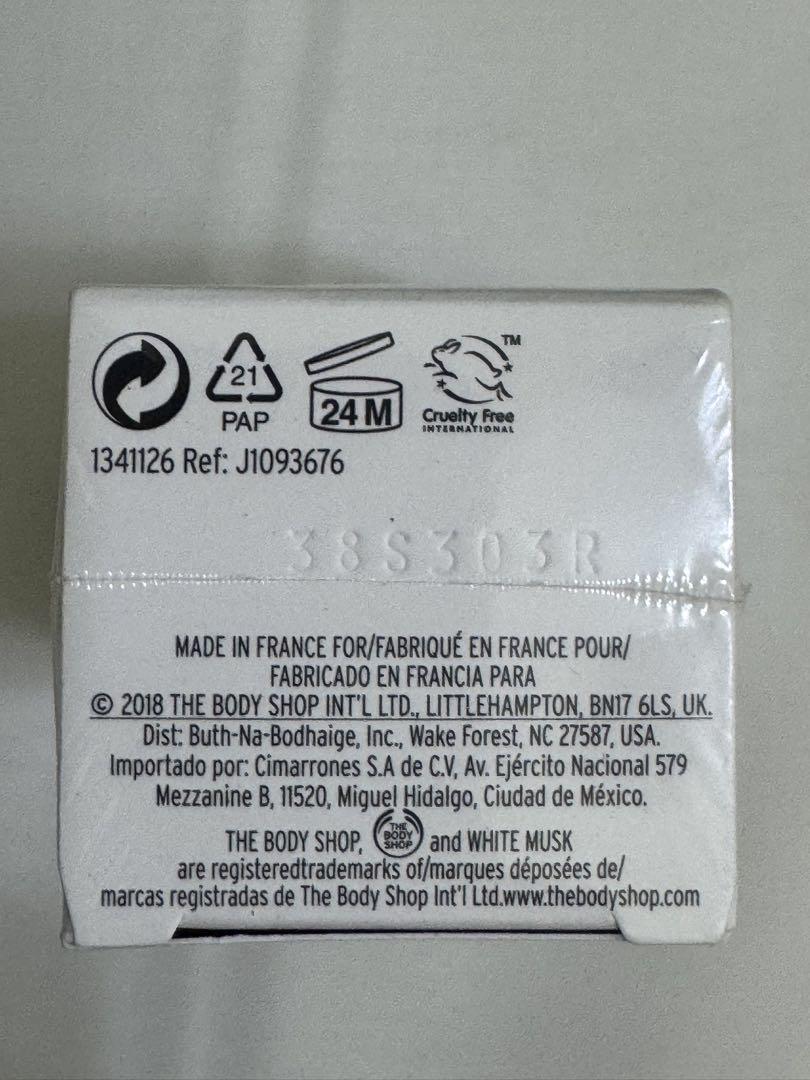 21
PAP
24 M
TM
Cruelty Free
INTERNATIONAL
1341126 Ref: J1093676
38S303R
MADE IN FRANCE FOR/FABRIQUÉ EN FRANCE POUR/
FABRICADO EN FRANCIA PARA
© 2018 THE BODY SHOP INT'L LTD., LITTLEHAMPTON, BN17 6LS, UK.
Dist: Buth-Na-Bodhaige, Inc., Wake Forest, NC 27587, USA.
Importado por: Cimarrones S.A de C.V, Av. Ejército Nacional 579
Mezzanine B, 11520, Miguel Hidalgo, Ciudad de México.
THE BODY SHOP, THE BODY SHOP and WHITE MUSK
are registeredtrademarks of/marques déposées de/
marcas registradas de The Body Shop Int'l Ltd.www.thebodyshop.com